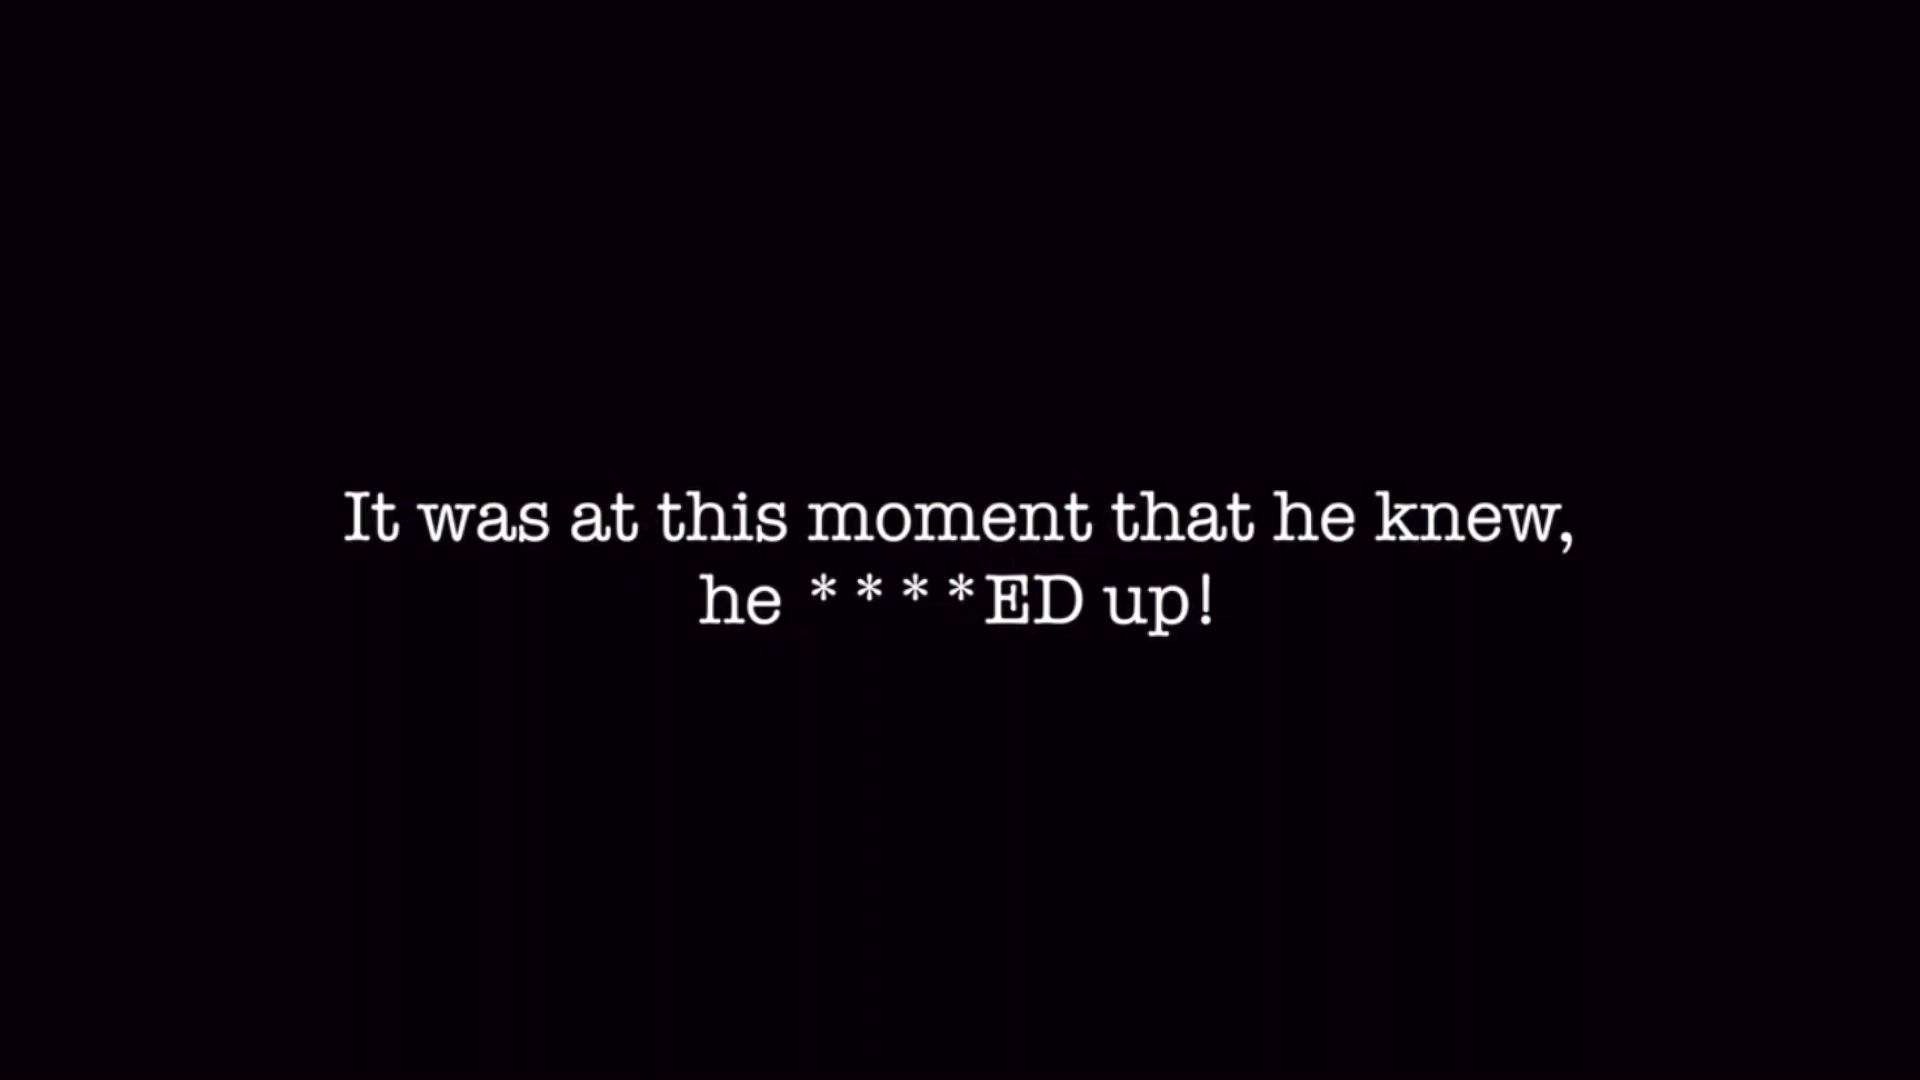 It was at this moment that he knew,
he ****ED up!